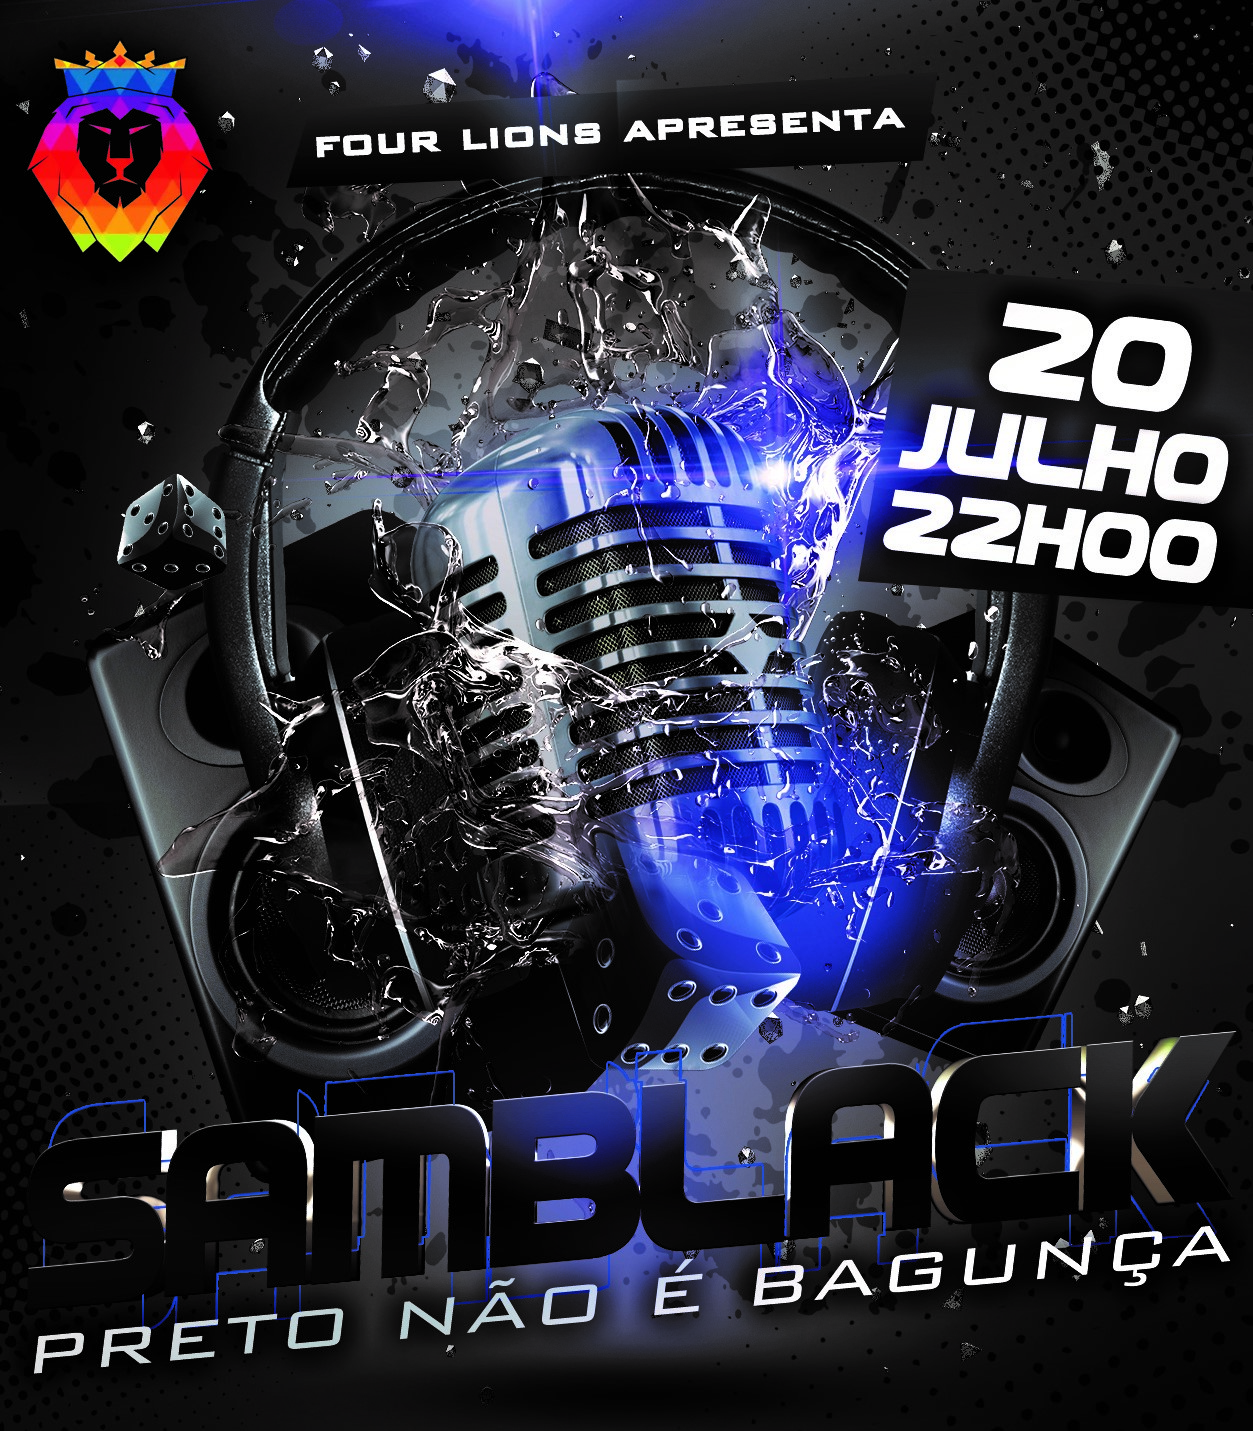 FOUR LIONS APRESENTA
20
JULHO
22H00
SAMBLACK
PRETO NÃO É BAGUNÇA